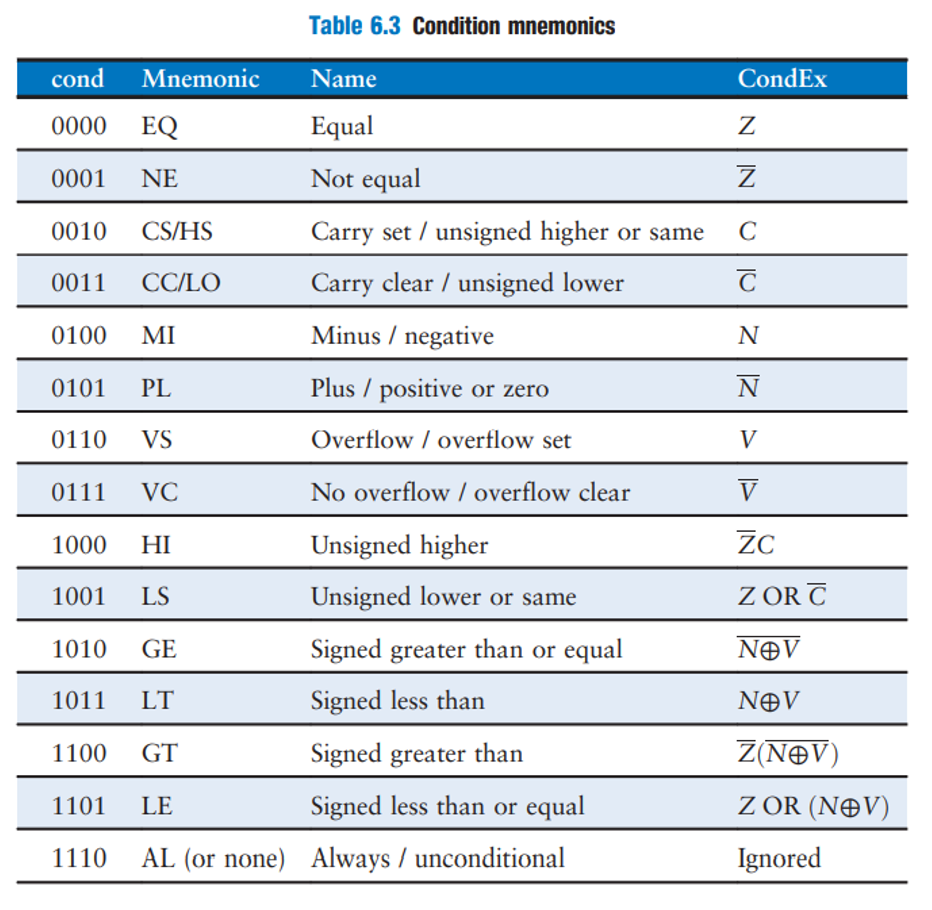 Table 6.3 Condition mnemonics
cond Mnemonic Name CondEx
0000 EQ Equal Z
0001 NE Not equal Z̅
0010 CS/HS Carry set / unsigned higher or same C
0011 CC/LO Carry clear / unsigned lower C̅
0100 MI Minus / negative N
0101 PL Plus / positive or zero N̅
0110 VS Overflow / overflow set V
0111 VC No overflow / overflow clear V̅
1000 HI Unsigned higher Z̅C
1001 LS Unsigned lower or same Z OR C̅
1010 GE Signed greater than or equal N̅⊕̅V̅
1011 LT Signed less than N⊕V
1100 GT Signed greater than Z̅(N̅⊕̅V̅)
1101 LE Signed less than or equal Z OR (N⊕V)
1110 AL (or none) Always / unconditional Ignored